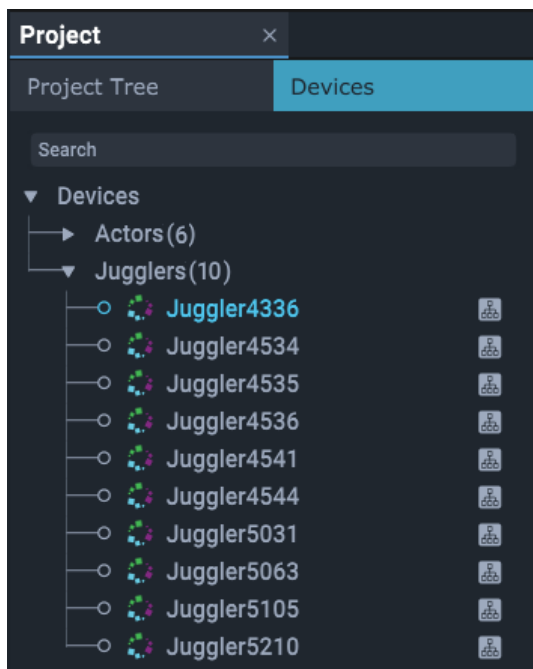 Project
Project Tree Devices
Search
Devices
Actors(6)
Jugglers(10)
Juggler4336
Juggler4534
Juggler4535
Juggler4536
Juggler4541
Juggler4544
Juggler5031
Juggler5063
Juggler5105
Juggler5210